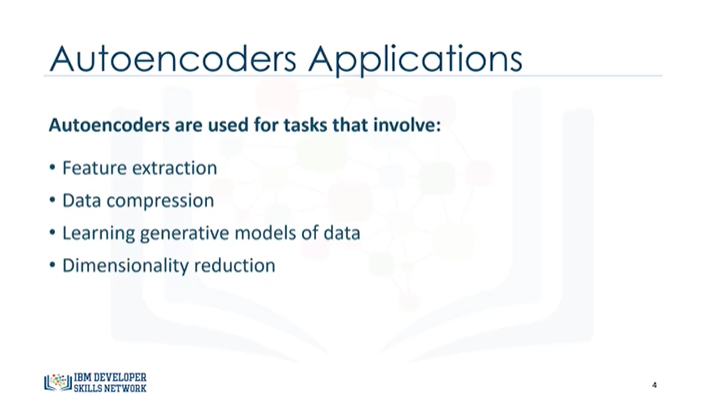 Autoencoders Applications
Autoencoders are used for tasks that involve:
• Feature extraction
• Data compression
• Learning generative models of data
• Dimensionality reduction
IBM DEVELOPER
SKILLS NETWORK
4